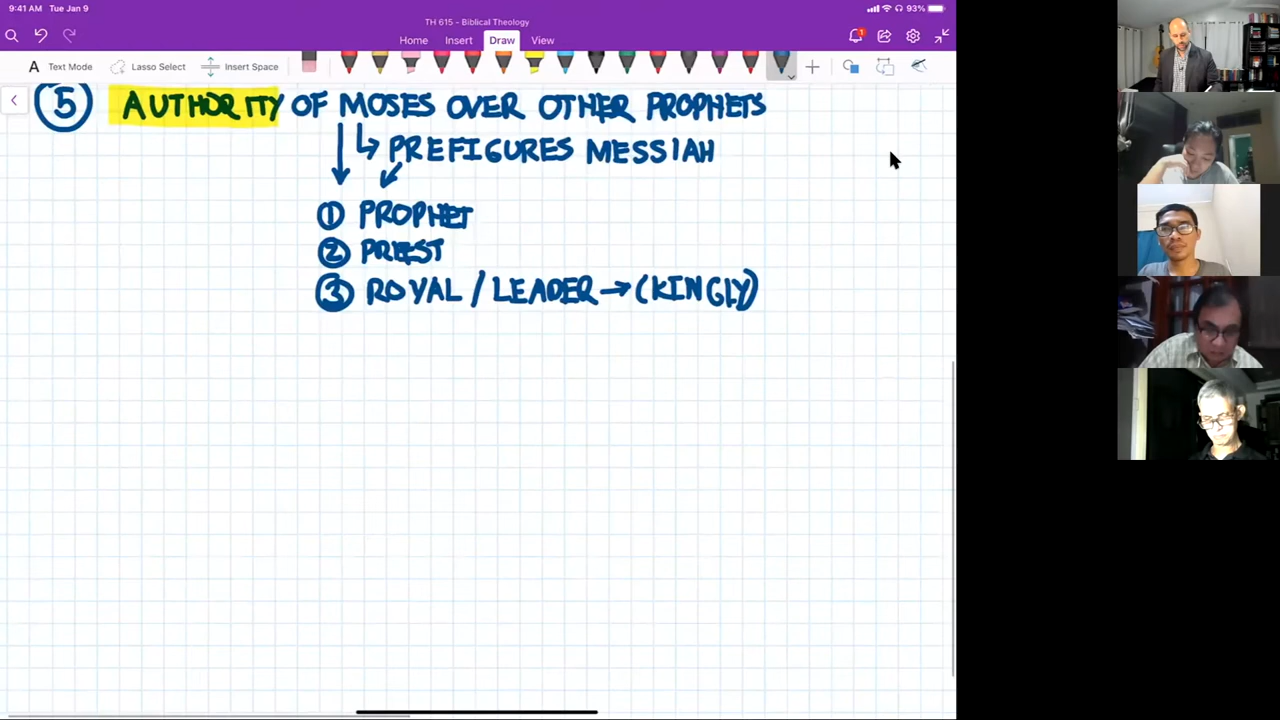 9:41 AM Tue Jan 9
93%
TH 615 - Biblical Theology
Home Insert Draw View
1
A Text Mode Lasso Select Insert Space
5 AUTHORITY OF MOSES OVER OTHER PROPHETS
↳ PREFIGURES MESSIAH
① PROPHET
② PRIEST
③ ROYAL / LEADER → (KINGLY)